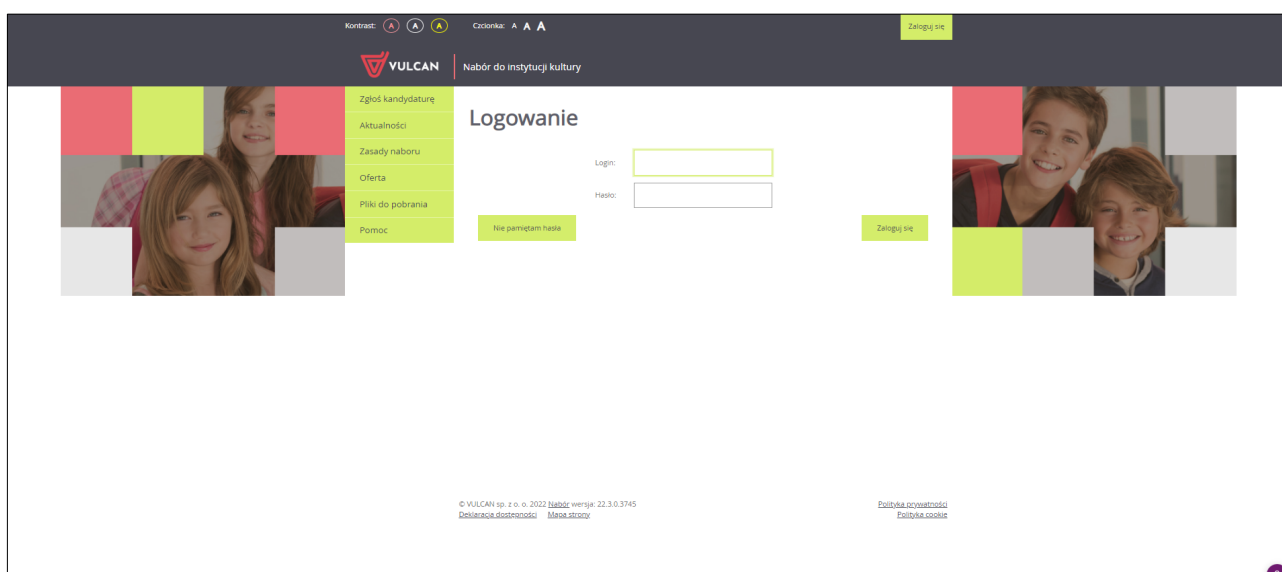 Kontrast: A A A Czcionka: A A A Zaloguj się
VULCAN Nabór do instytucji kultury
Zgłoś kandydaturę
Aktualności
Zasady naboru
Oferta
Pliki do pobrania
Pomoc
Logowanie
Login:
Hasło:
Nie pamiętam hasła Zaloguj się
© VULCAN sp. z o. o. 2022 Nabór wersja: 22.3.0.3745 Polityka prywatności
Deklaracja dostępności Mapa strony Polityka cookie